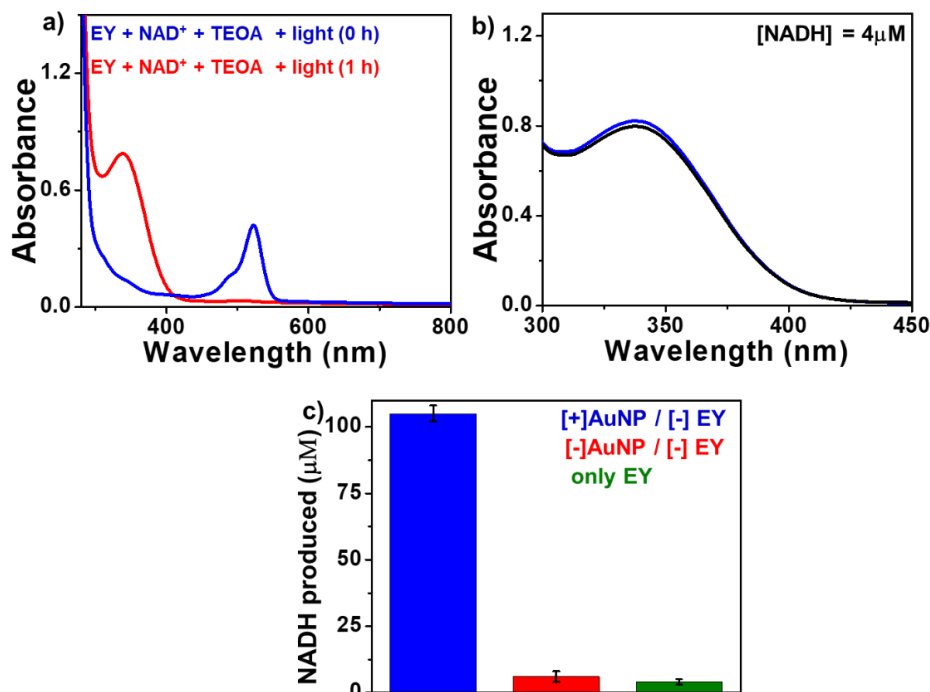 a)
EY + NAD⁺ + TEOA + light (0 h)
EY + NAD⁺ + TEOA + light (1 h)
Absorbance
1.2
0.6
0.0
400
600
800
Wavelength (nm)
b)
[NADH] = 4μM
Absorbance
1.2
0.8
0.4
0.0
300
350
400
450
Wavelength (nm)
c)
[+]AuNP / [-] EY
[-]AuNP / [-] EY
only EY
NADH produced (μM)
100
75
50
25
0